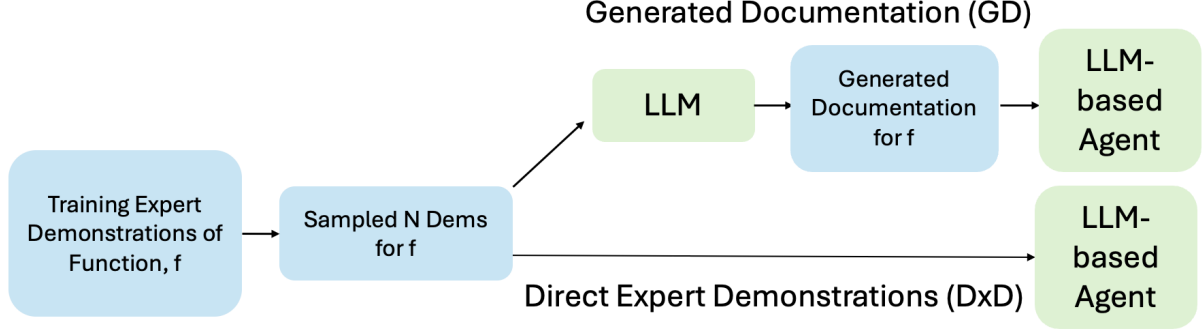 Generated Documentation (GD)
LLM
Generated
Documentation
for f
LLM-
based
Agent
Training Expert
Demonstrations of
Function, f
Sampled N Dems
for f
LLM-
based
Agent
Direct Expert Demonstrations (DxD)